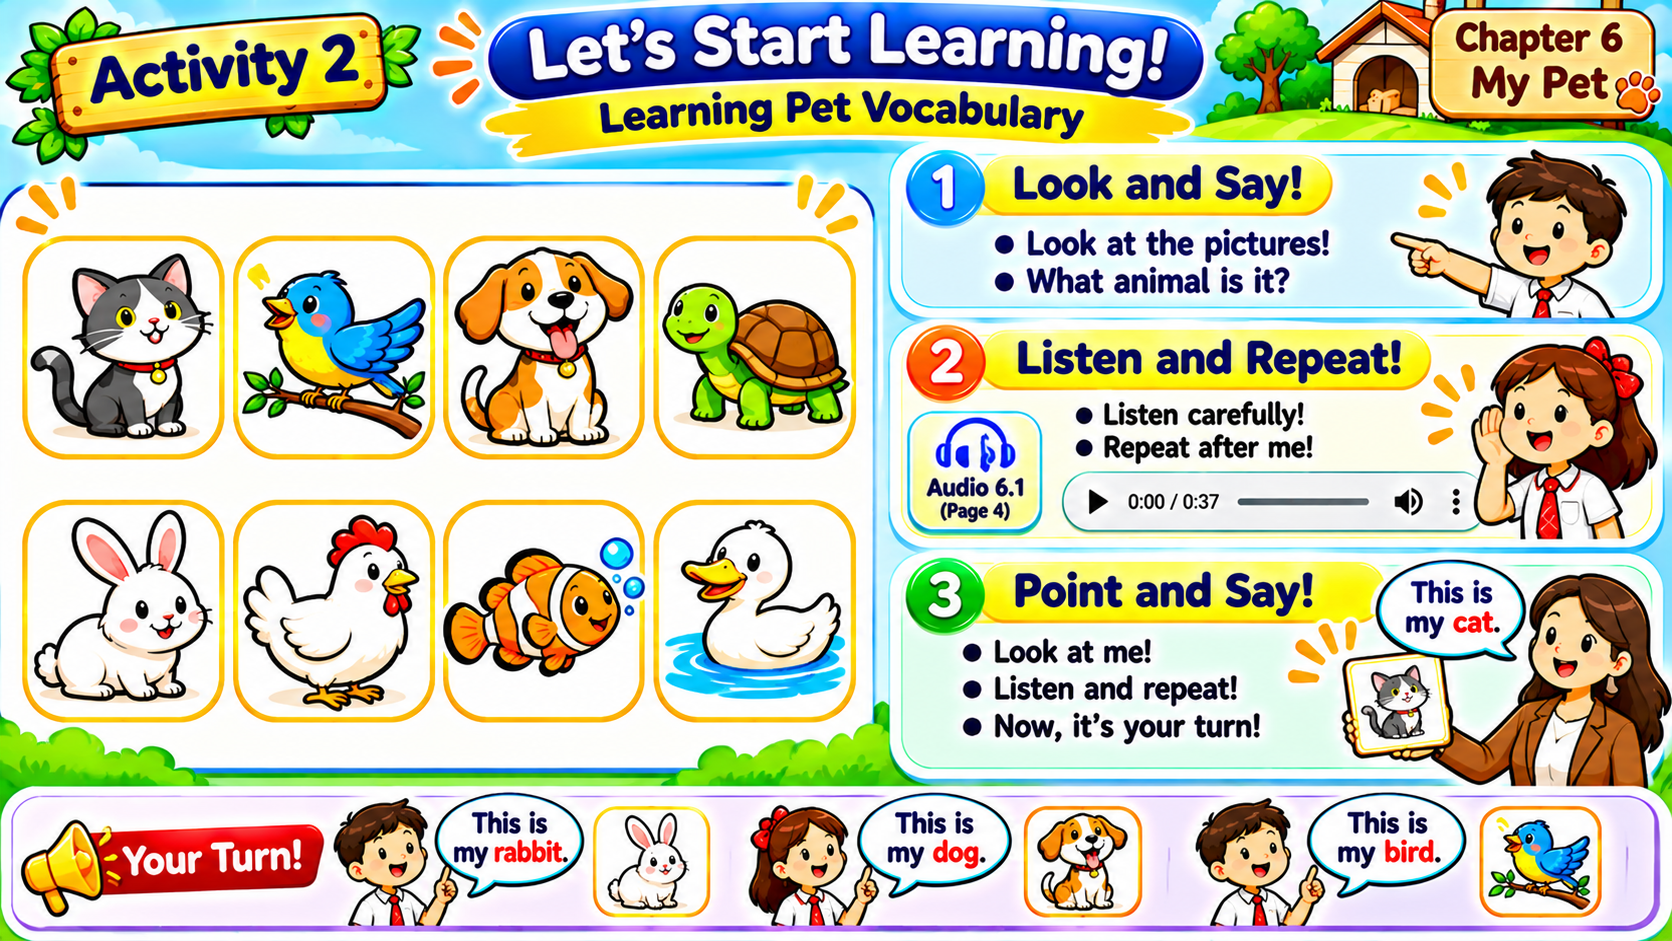 Activity 2
Let's Start Learning!
Learning Pet Vocabulary
Chapter 6
My Pet
1
Look and Say!
● Look at the pictures!
● What animal is it?
2
Listen and Repeat!
● Listen carefully!
● Repeat after me!
Audio 6.1
(Page 4)
0:00 / 0:37
3
Point and Say!
● Look at me!
● Listen and repeat!
● Now, it's your turn!
This is
my cat.
Your Turn!
This is
my rabbit.
This is
my dog.
This is
my bird.